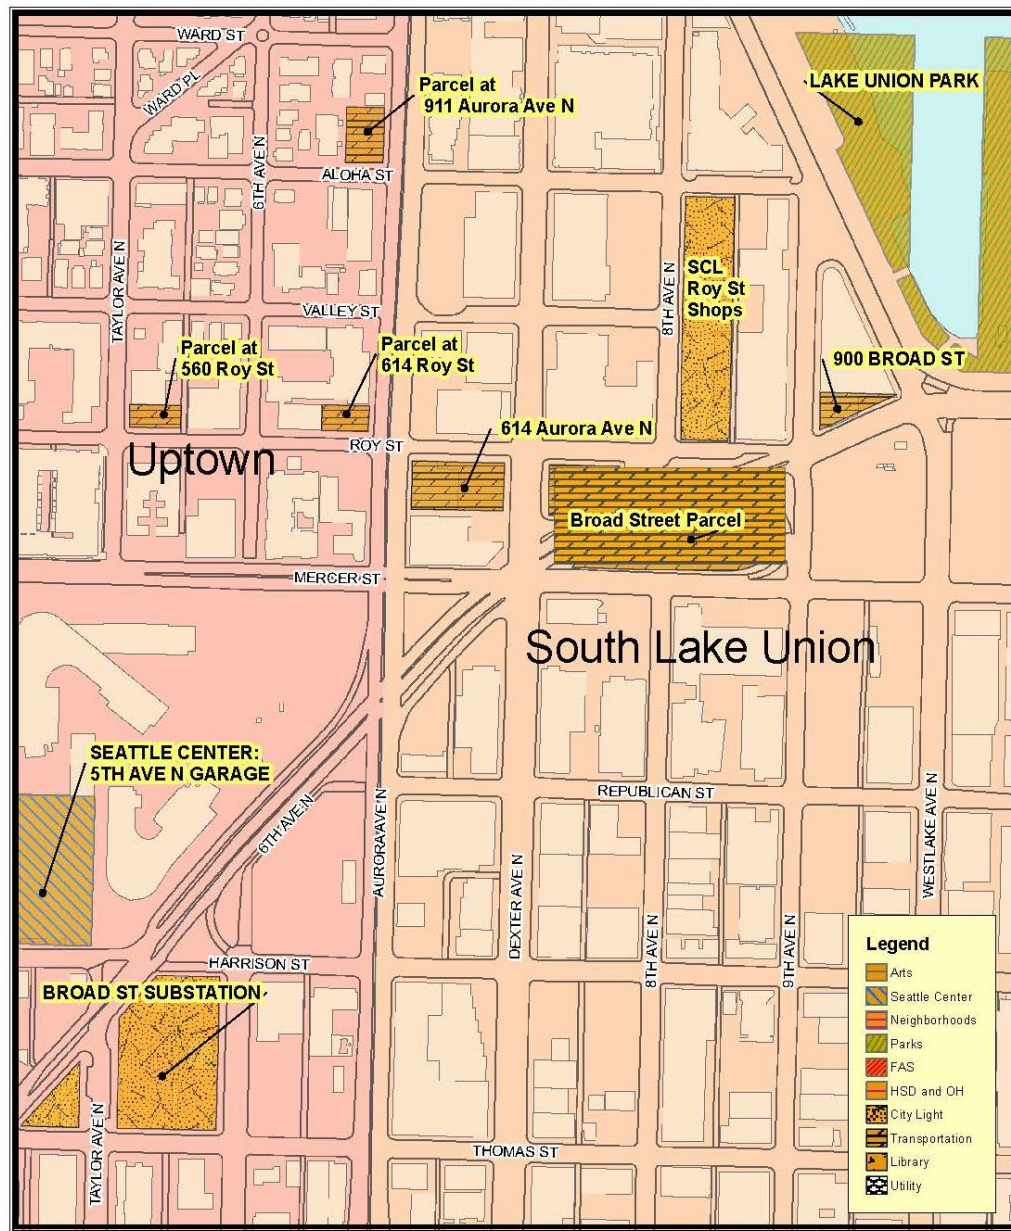 WARD ST
WARD PL
Parcel at
911 Aurora Ave N
LAKE UNION PARK
6TH AVE N
ALOHA ST
TAYLOR AVE N
8TH AVE N
SCL
Roy St
Shops
VALLEY ST
Parcel at
560 Roy St
Parcel at
614 Roy St
900 BROAD ST
614 Aurora Ave N
ROY ST
Uptown
Broad Street Parcel
MERCER ST
South Lake Union
SEATTLE CENTER:
5TH AVE N GARAGE
6TH AVE N
AURORA AVE N
REPUBLICAN ST
WESTLAKE AVE N
DEXTER AVE N
8TH AVE N
9TH AVE N
HARRISON ST
BROAD ST SUBSTATION
TAYLOR AVE N
THOMAS ST
Legend
Arts
Seattle Center
Neighborhoods
Parks
FAS
HSD and OH
City Light
Transportation
Library
Utility